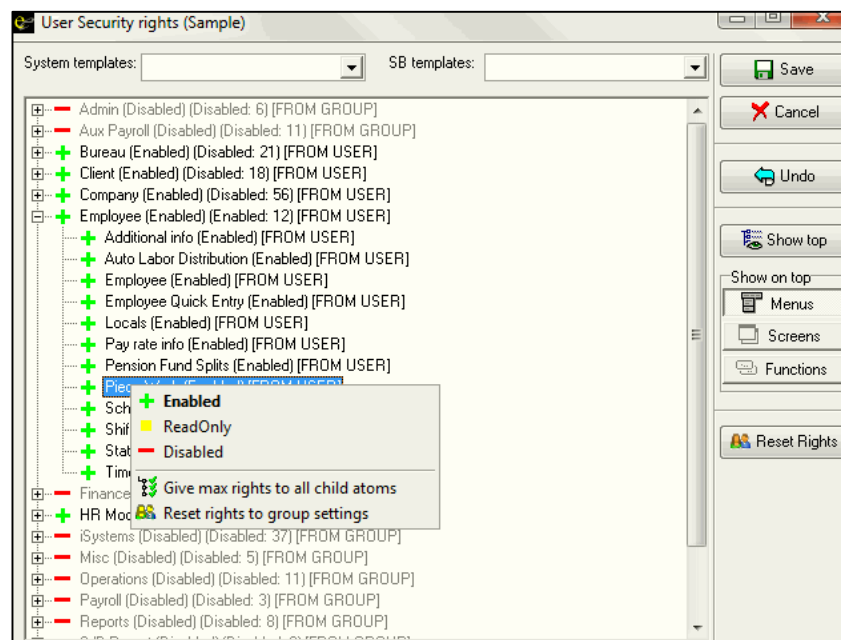 User Security rights (Sample)
System templates:
SB templates:
Save
Admin (Disabled) (Disabled: 6) [FROM GROUP]
Cancel
Aux Payroll (Disabled) (Disabled: 11) [FROM GROUP]
Bureau (Enabled) (Disabled: 21) [FROM USER]
Client (Enabled) (Disabled: 18) [FROM USER]
Undo
Company (Enabled) (Disabled: 56) [FROM USER]
Employee (Enabled) (Enabled: 12) [FROM USER]
Additional info (Enabled) [FROM USER]
Show top
Auto Labor Distribution (Enabled) [FROM USER]
Employee (Enabled) [FROM USER]
Show on top
Employee Quick Entry (Enabled) [FROM USER]
Menus
Locals (Enabled) [FROM USER]
Screens
Pay rate info (Enabled) [FROM USER]
Pension Fund Splits (Enabled) [FROM USER]
Functions
Enabled
Sch
ReadOnly
Shif
Disabled
Stat
Reset Rights
Time
Give max rights to all child atoms
Finance
Reset rights to group settings
HR Mod
iSystems (Disabled) (Disabled: 37) [FROM GROUP]
Misc (Disabled) (Disabled: 5) [FROM GROUP]
Operations (Disabled) (Disabled: 11) [FROM GROUP]
Payroll (Disabled) (Disabled: 3) [FROM GROUP]
Reports (Disabled) (Disabled: 8) [FROM GROUP]